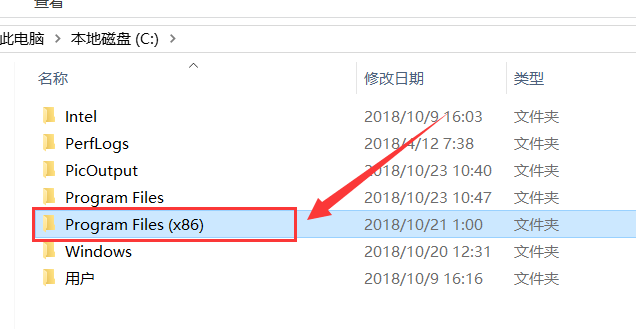 查看
此电脑 > 本地磁盘 (C:) >
名称 修改日期 类型
Intel 2018/10/9 16:03 文件夹
PerfLogs 2018/4/12 7:38 文件夹
PicOutput 2018/10/23 10:40 文件夹
Program Files 2018/10/23 10:47 文件夹
Program Files (x86) 2018/10/21 1:00 文件夹
Windows 2018/10/20 12:31 文件夹
用户 2018/10/9 16:16 文件夹